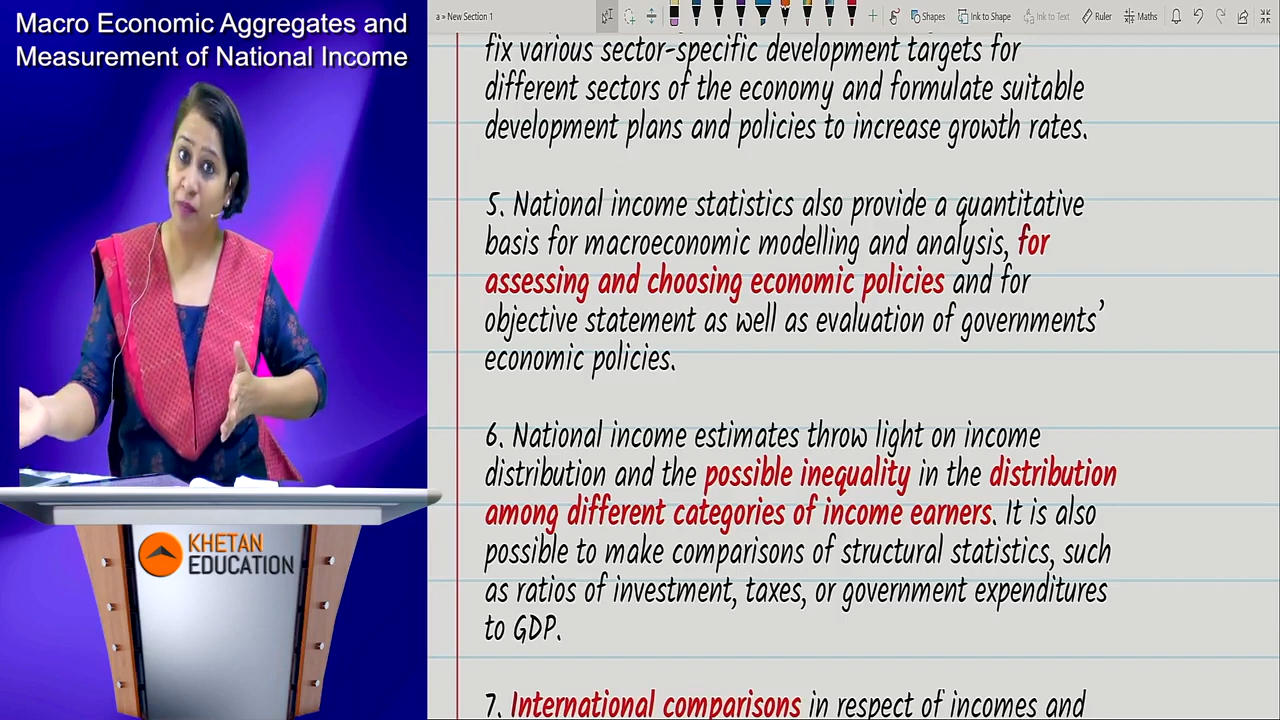 Macro Economic Aggregates and
Measurement of National Income
a » New Section 1
Shapes
Ink to Shape
Ink to Text
Ruler
Maths
fix various sector-specific development targets for
different sectors of the economy and formulate suitable
development plans and policies to increase growth rates.
5. National income statistics also provide a quantitative
basis for macroeconomic modelling and analysis, for
assessing and choosing economic policies and for
objective statement as well as evaluation of governments’
economic policies.
6. National income estimates throw light on income
distribution and the possible inequality in the distribution
among different categories of income earners. It is also
possible to make comparisons of structural statistics, such
as ratios of investment, taxes, or government expenditures
to GDP.
7. International comparisons in respect of incomes and
KHETAN
EDUCATION